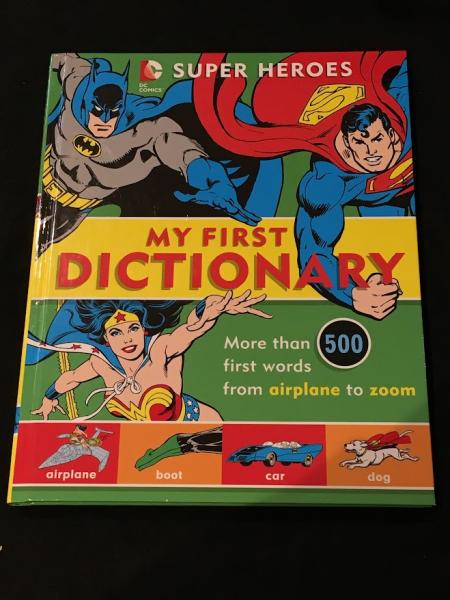 DC COMICS™
SUPER HEROES
MY FIRST
DICTIONARY
More than 500
first words
from airplane to zoom
airplane
boot
car
dog